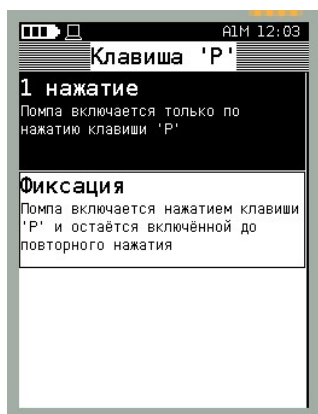 A1M 12:03
Клавиша 'P'
1 нажатие
Помпа включается только по
нажатию клавиши 'P'
Фиксация
Помпа включается нажатием клавиши
'P' и остаётся включённой до
повторного нажатия